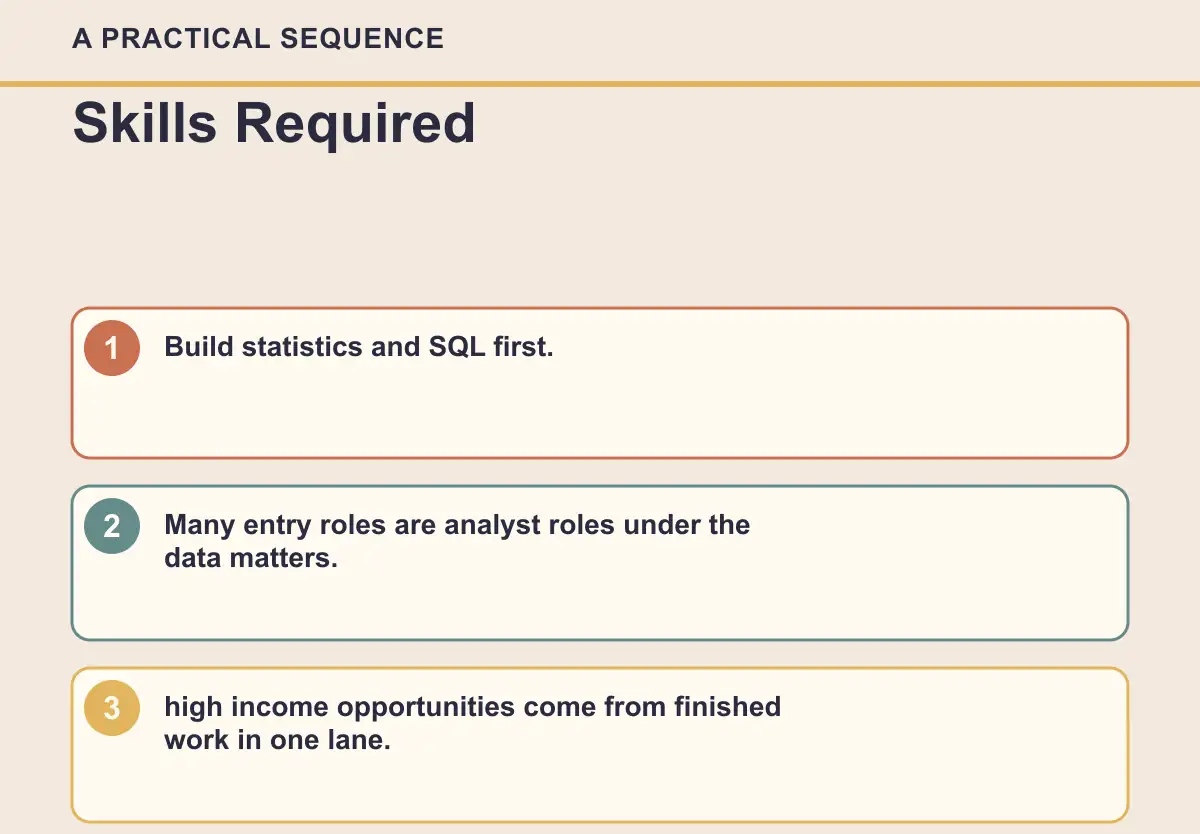 A PRACTICAL SEQUENCE
Skills Required
1
Build statistics and SQL first.
2
Many entry roles are analyst roles under the
data matters.
3
high income opportunities come from finished
work in one lane.